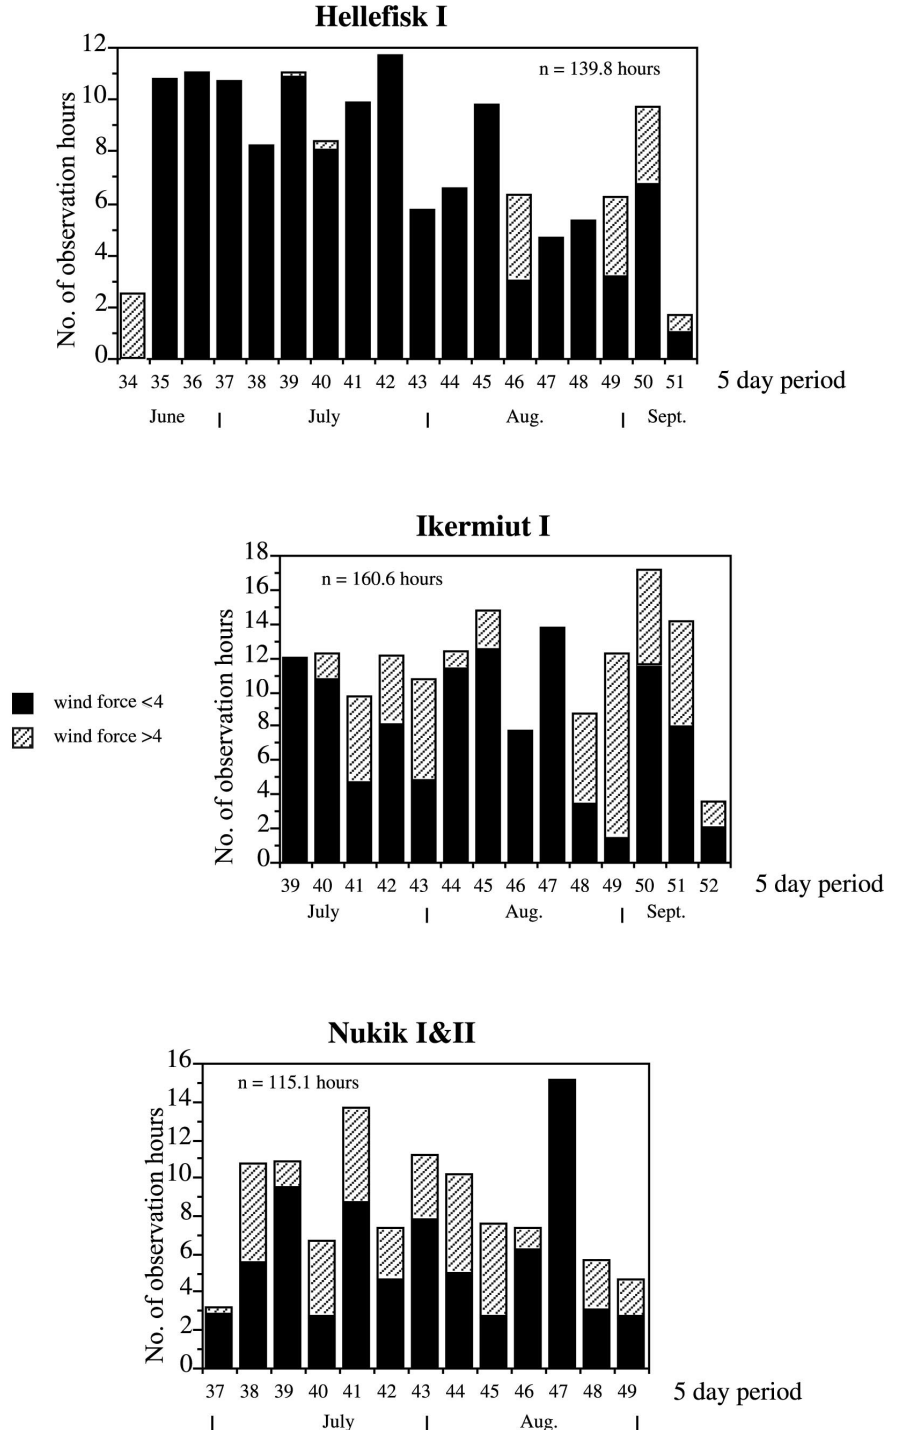 Hellefisk I
12
n = 139.8 hours
10
8
6
4
2
0
No. of observation hours
34 35 36 37 38 39 40 41 42 43 44 45 46 47 48 49 50 51 5 day period
June | July | Aug. | Sept.
Ikermiut I
18
n = 160.6 hours
16
14
12
10
8
6
4
2
0
No. of observation hours
wind force <4
wind force >4
39 40 41 42 43 44 45 46 47 48 49 50 51 52 5 day period
July | Aug. | Sept.
Nukik I&II
16
n = 115.1 hours
14
12
10
8
6
4
2
0
No. of observation hours
37 38 39 40 41 42 43 44 45 46 47 48 49 5 day period
| July | Aug. |